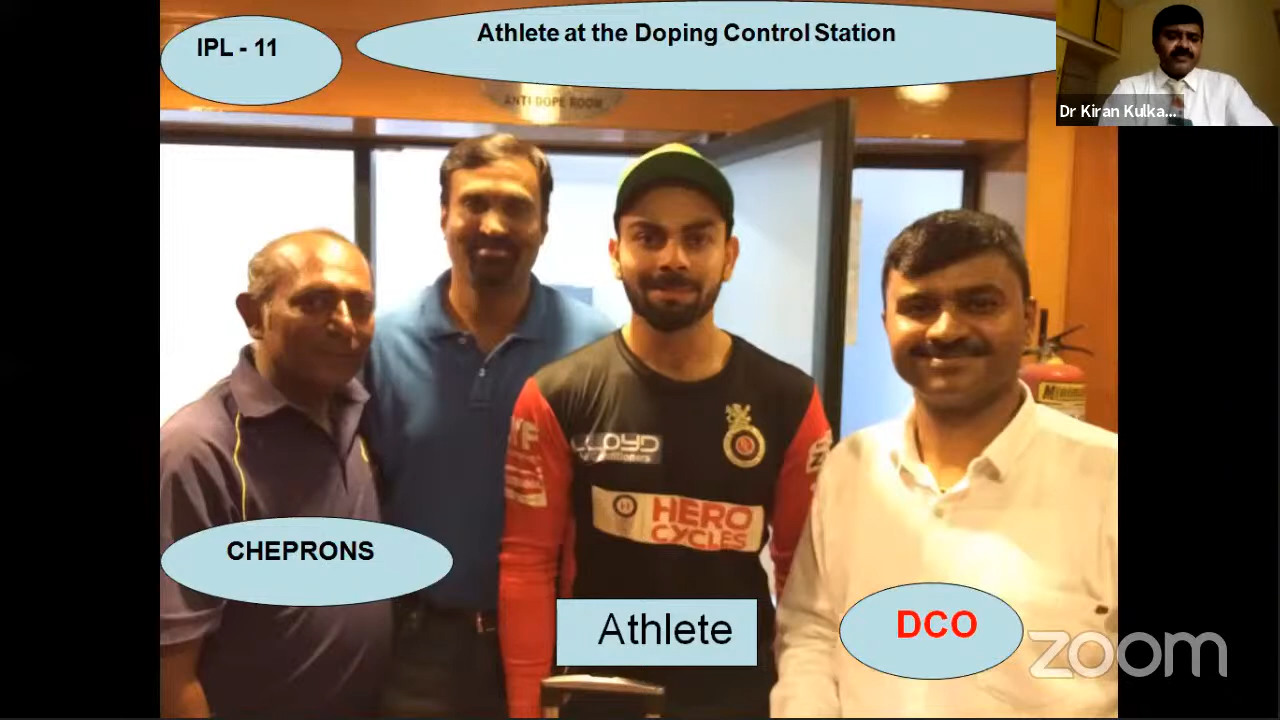 IPL - 11
Athlete at the Doping Control Station
Dr Kiran Kulka...
ANTI DOPE ROOM
LLOYD
HERO
CYCLES
CHEPRONS
Athlete
DCO
zoom